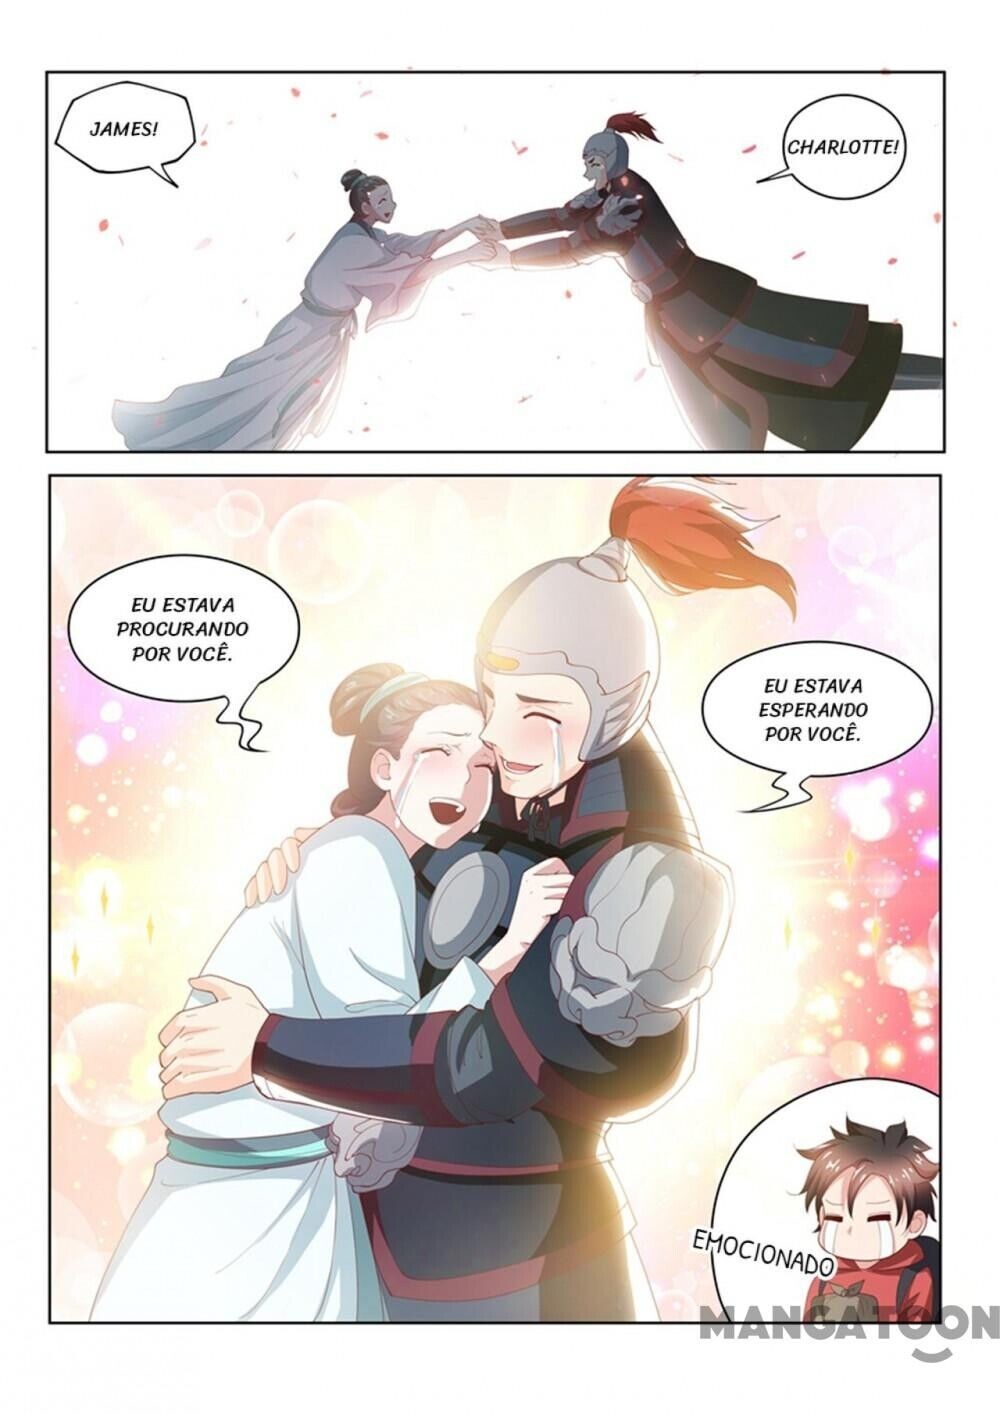 JAMES!
CHARLOTTE!
EU ESTAVA
PROCURANDO
POR VOCÊ.
EU ESTAVA
ESPERANDO
POR VOCÊ.
EMOCIONADO
MANGATOON